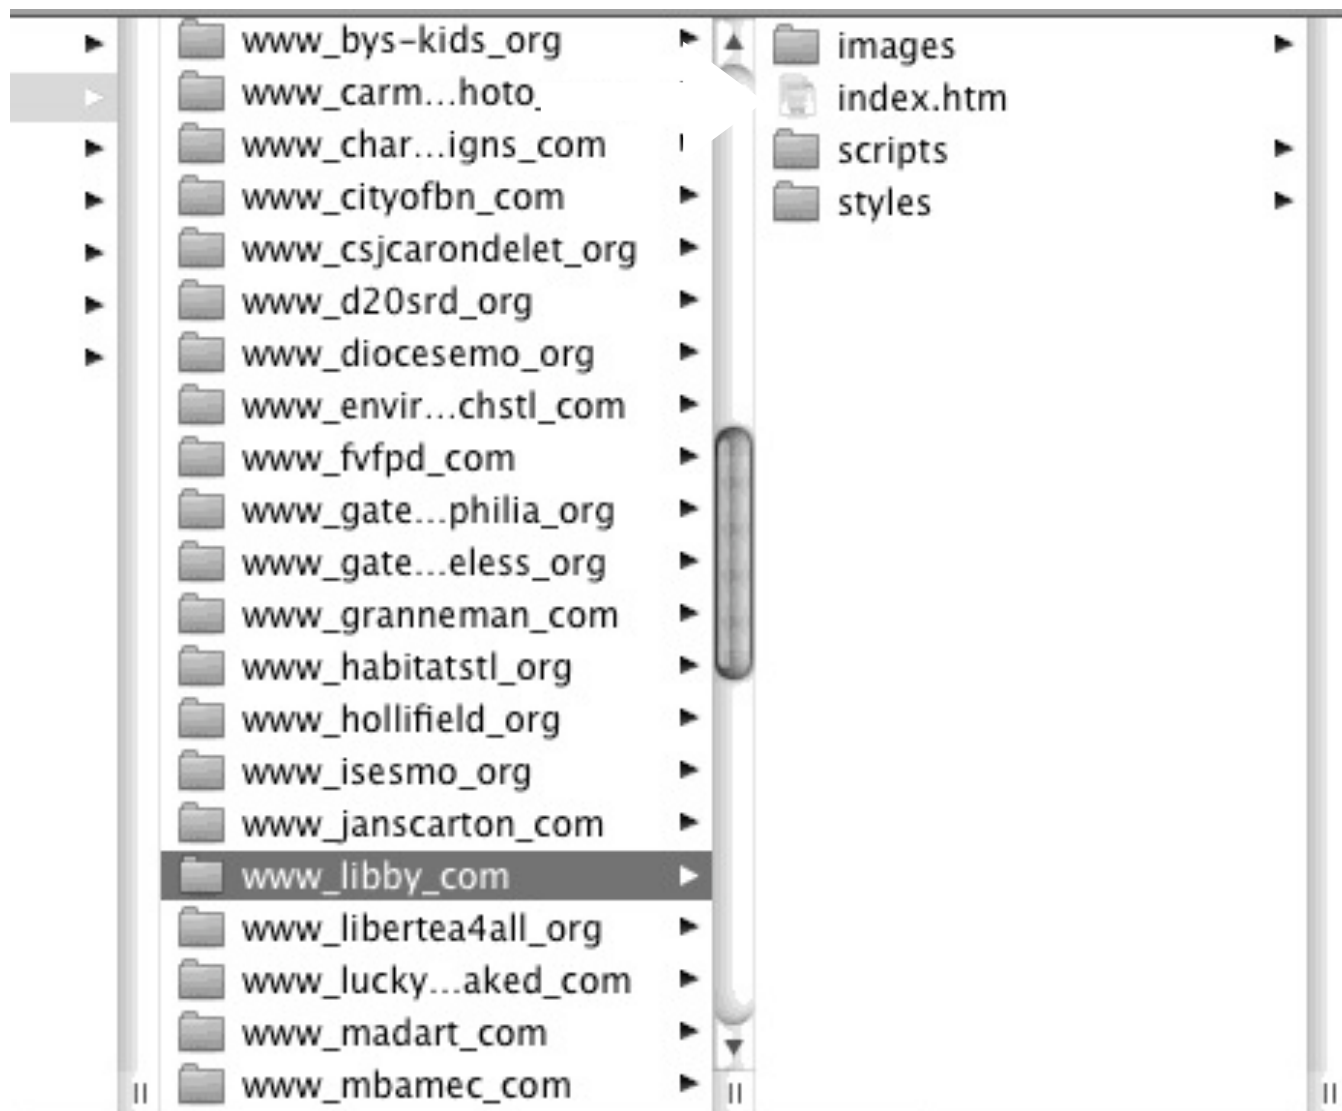 www_bys-kids_org
www_carm...hoto_
www_char...igns_com
www_cityofbn_com
www_csjcarondelet_org
www_d20srd_org
www_diocesemo_org
www_envir...chstl_com
www_fvfpd_com
www_gate...philia_org
www_gate...eless_org
www_granneman_com
www_habitatstl_org
www_hollifield_org
www_isesmo_org
www_janscarton_com
www_libby_com
www_libertea4all_org
www_lucky...aked_com
www_madart_com
www_mbamec_com
images
index.htm
scripts
styles